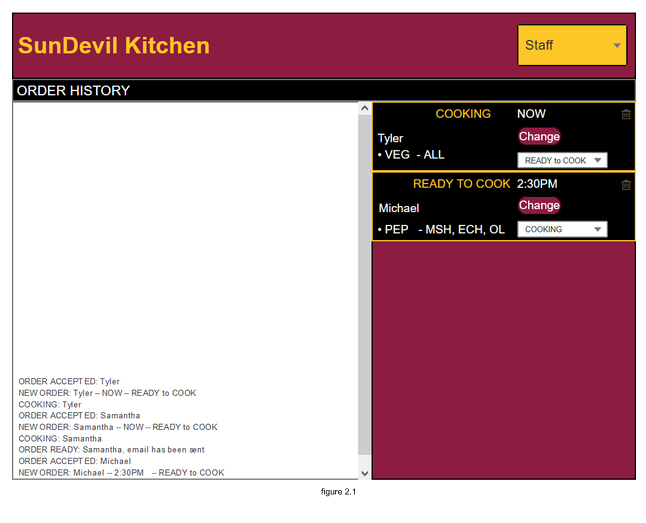 SunDevil Kitchen
Staff
ORDER HISTORY
COOKING NOW
Tyler
Change
• VEG - ALL
READY to COOK
READY TO COOK 2:30PM
Change
Michael
• PEP - MSH, ECH, OL
COOKING
ORDER ACCEPTED: Tyler
NEW ORDER: Tyler -- NOW -- READY to COOK
COOKING: Tyler
ORDER ACCEPTED: Samantha
NEW ORDER: Samantha -- NOW -- READY to COOK
COOKING: Samantha
ORDER READY: Samantha, email has been sent
ORDER ACCEPTED: Michael
NEW ORDER: Michael -- 2:30PM -- READY to COOK
figure 2.1